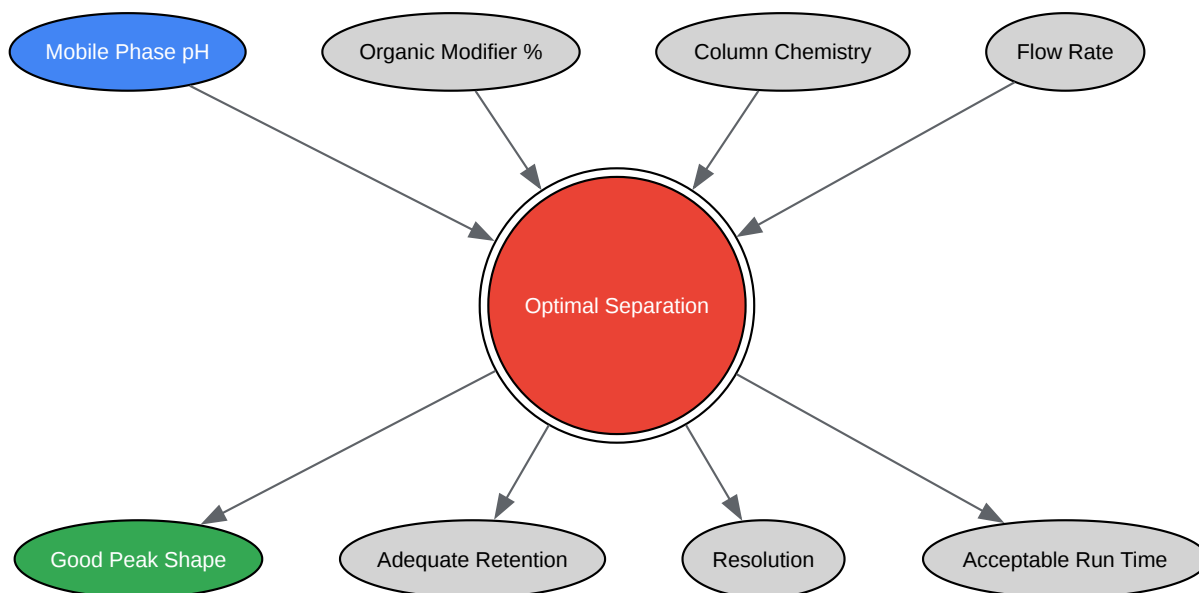 Mobile Phase pH
Organic Modifier %
Column Chemistry
Flow Rate
Optimal Separation
Good Peak Shape
Adequate Retention
Resolution
Acceptable Run Time